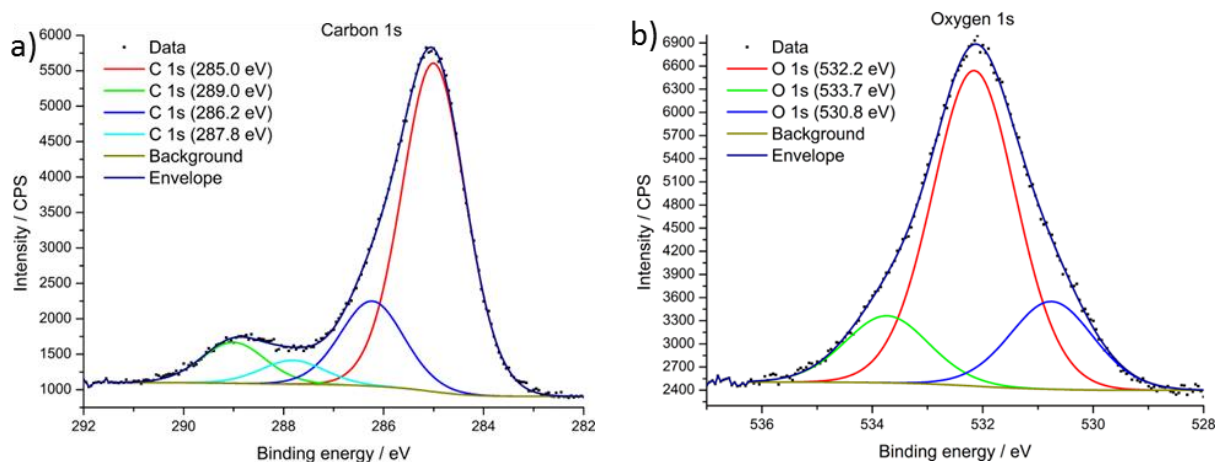 a)
Carbon 1s
Data
C 1s (285.0 eV)
C 1s (289.0 eV)
C 1s (286.2 eV)
C 1s (287.8 eV)
Background
Envelope
6000
5500
5000
4500
4000
3500
3000
2500
2000
1500
1000
Intensity / CPS
292 290 288 286 284 282
Binding energy / eV
b)
Oxygen 1s
Data
O 1s (532.2 eV)
O 1s (533.7 eV)
O 1s (530.8 eV)
Background
Envelope
6900
6600
6300
6000
5700
5400
5100
4800
4500
4200
3900
3600
3300
3000
2700
2400
Intensity / CPS
536 534 532 530 528
Binding energy / eV